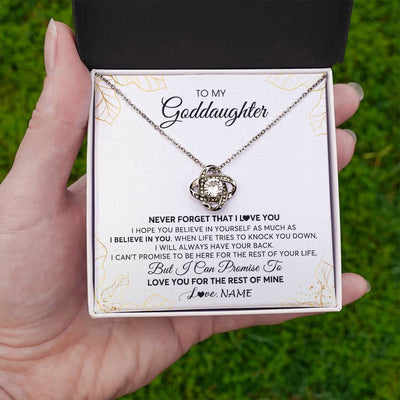 TO MY
Goddaughter
NEVER FORGET THAT I L♥VE YOU
I HOPE YOU BELIEVE IN YOURSELF AS MUCH AS
I BELIEVE IN YOU. WHEN LIFE TRIES TO KNOCK YOU DOWN,
I WILL ALWAYS HAVE YOUR BACK.
I CAN'T PROMISE TO BE HERE FOR THE REST OF YOUR LIFE,
But I Can Promise To
LOVE YOU FOR THE REST OF MINE
L♥ve, NAME